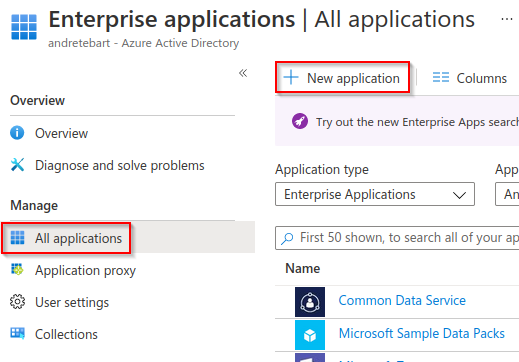 Enterprise applications | All applications ...
andretebart - Azure Active Directory
Overview
Overview
Diagnose and solve problems
Manage
All applications
Application proxy
User settings
Collections
New application
Columns
Try out the new Enterprise Apps searc
Application type
App
Enterprise Applications
An
First 50 shown, to search all of your ap
Name
Common Data Service
Microsoft Sample Data Packs